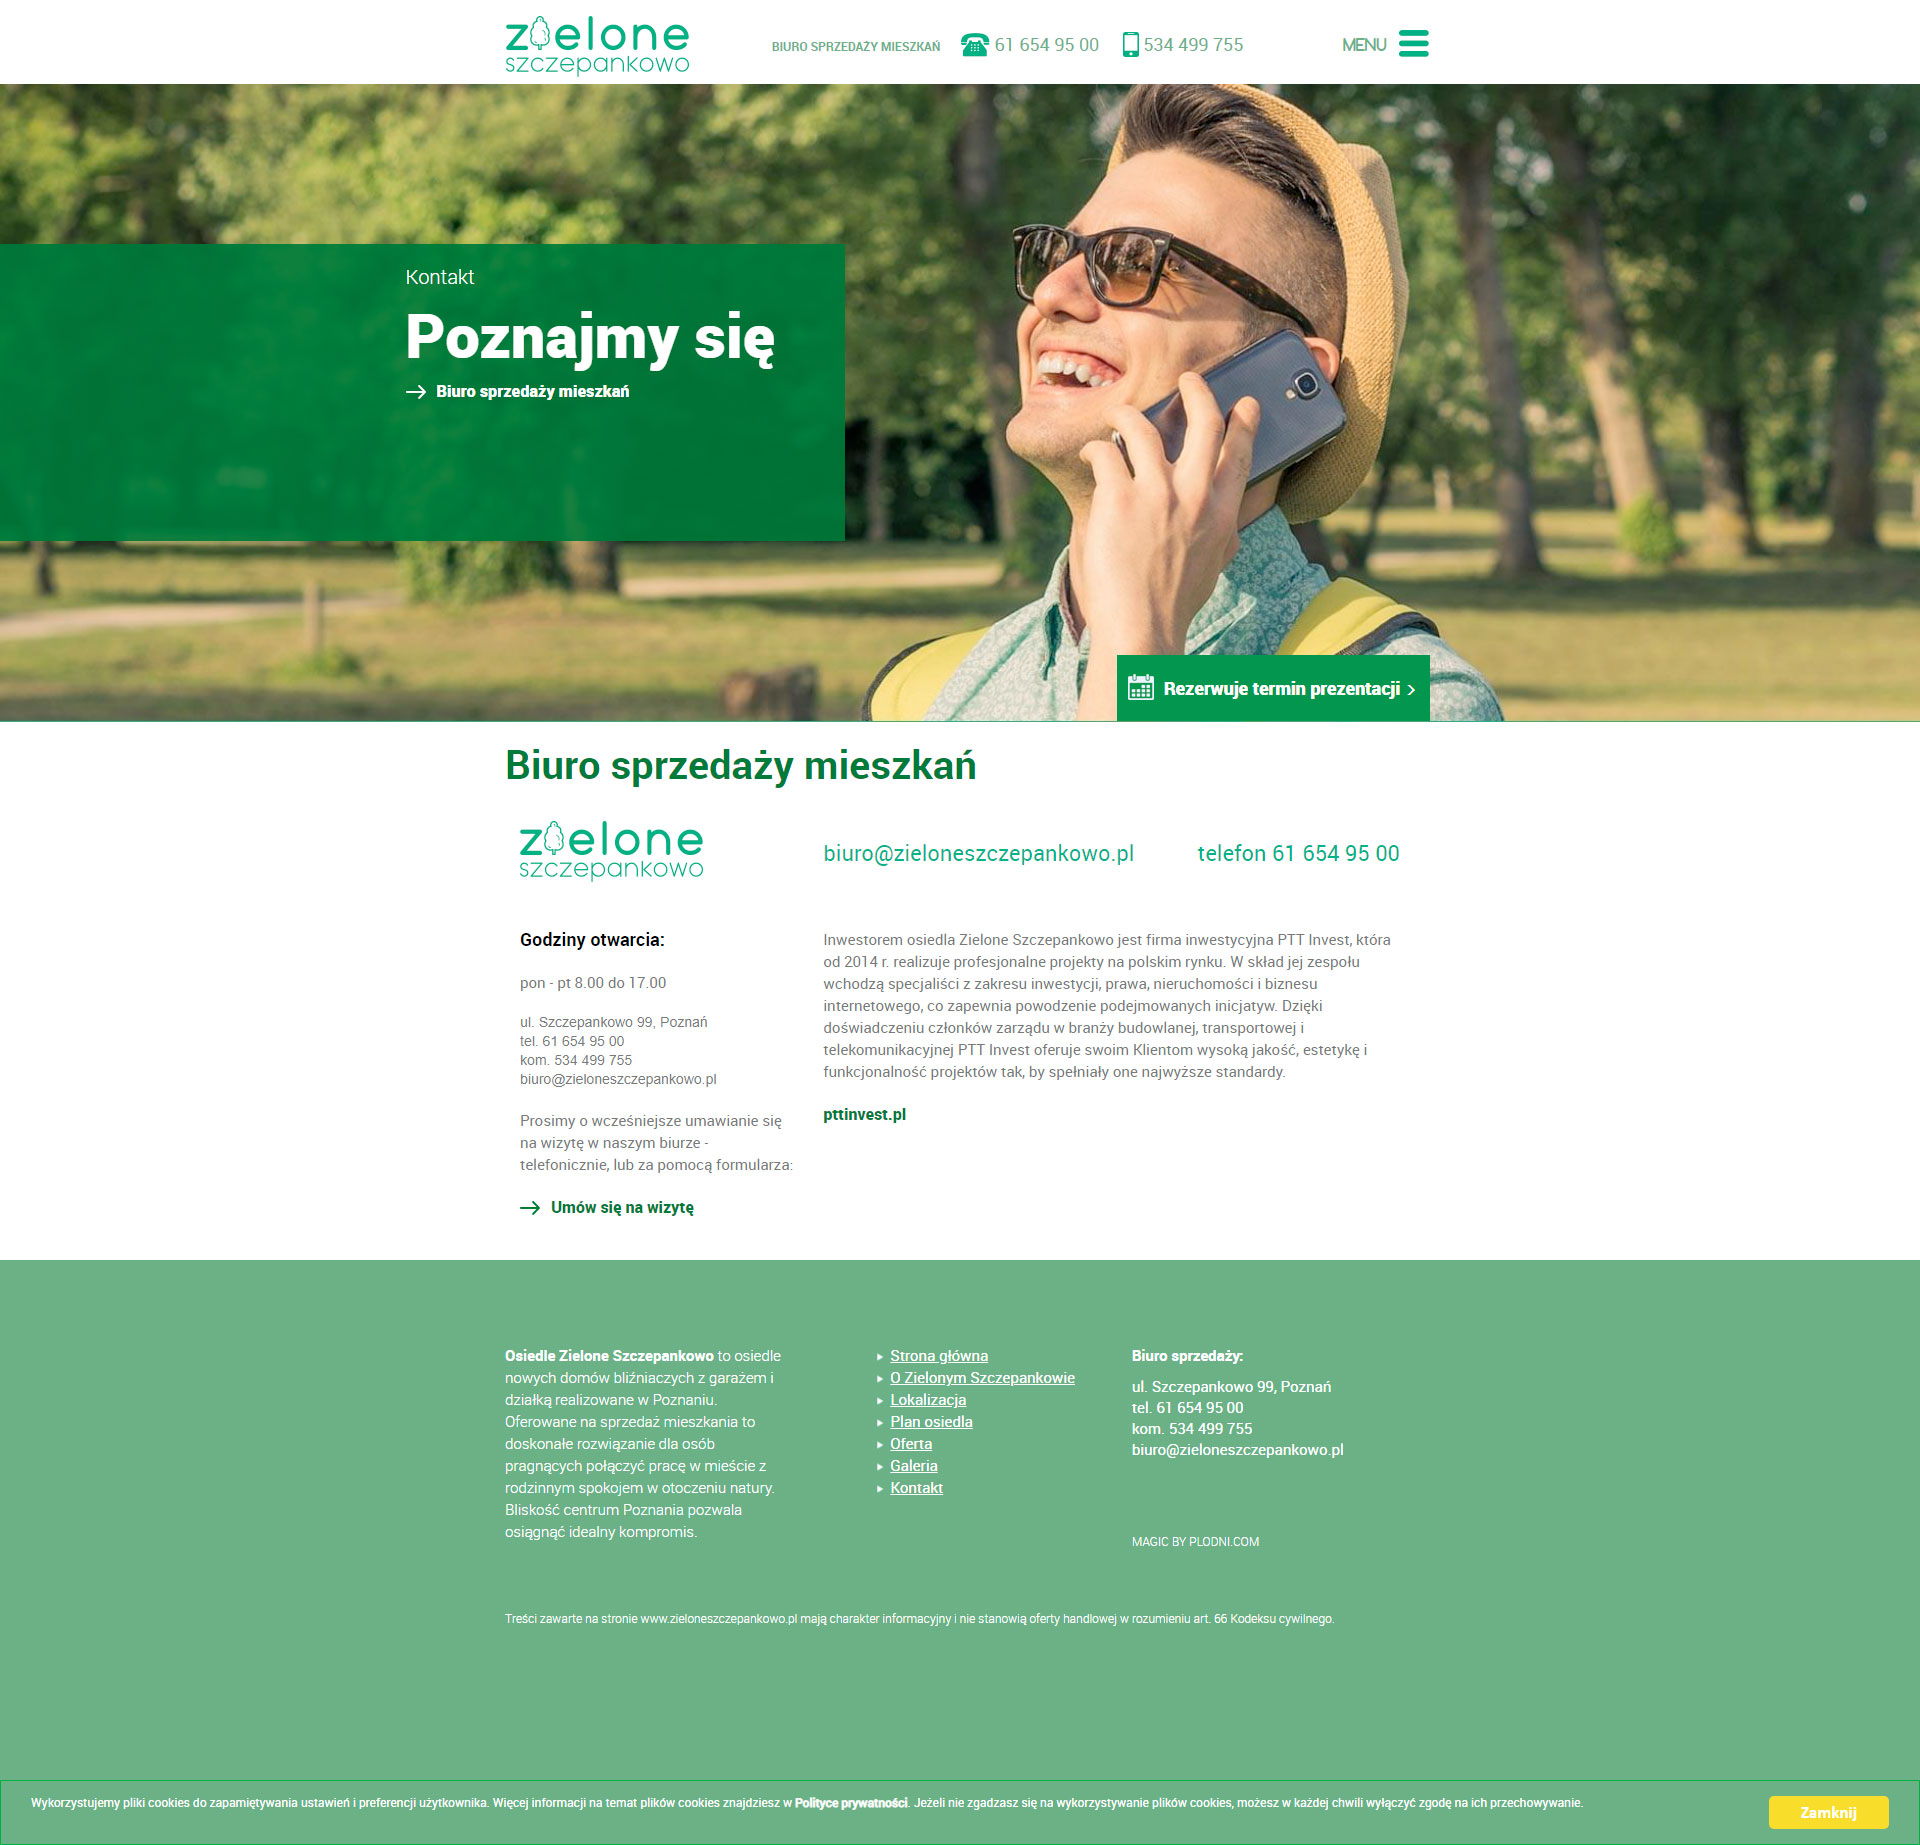 zielone
szczepankowo
BIURO SPRZEDAŻY MIESZKAŃ 61 654 95 00 534 499 755 MENU
Kontakt
Poznajmy się
Biuro sprzedaży mieszkań
Rezerwuje termin prezentacji >
Biuro sprzedaży mieszkań
zielone
szczepankowo
biuro@zieloneszczepankowo.pl
telefon 61 654 95 00
Godziny otwarcia:
pon - pt 8.00 do 17.00
ul. Szczepankowo 99, Poznań
tel. 61 654 95 00
kom. 534 499 755
biuro@zieloneszczepankowo.pl
Prosimy o wcześniejsze umawianie się
na wizytę w naszym biurze -
telefonicznie, lub za pomocą formularza:
Umów się na wizytę
Inwestorem osiedla Zielone Szczepankowo jest firma inwestycyjna PTT Invest, która
od 2014 r. realizuje profesjonalne projekty na polskim rynku. W skład jej zespołu
wchodzą specjaliści z zakresu inwestycji, prawa, nieruchomości i biznesu
internetowego, co zapewnia powodzenie podejmowanych inicjatyw. Dzięki
doświadczeniu członków zarządu w branży budowlanej, transportowej i
telekomunikacyjnej PTT Invest oferuje swoim Klientom wysoką jakość, estetykę i
funkcjonalność projektów tak, by spełniały one najwyższe standardy.
pttinvest.pl
Osiedle Zielone Szczepankowo to osiedle
nowych domów bliźniaczych z garażem i
działką realizowane w Poznaniu.
Oferowane na sprzedaż mieszkania to
doskonałe rozwiązanie dla osób
pragnących połączyć pracę w mieście z
rodzinnym spokojem w otoczeniu natury.
Bliskość centrum Poznania pozwala
osiągnąć idealny kompromis.
Strona główna
O Zielonym Szczepankowie
Lokalizacja
Plan osiedla
Oferta
Galeria
Kontakt
Biuro sprzedaży:
ul. Szczepankowo 99, Poznań
tel. 61 654 95 00
kom. 534 499 755
biuro@zieloneszczepankowo.pl
MAGIC BY PLODNI.COM
Treści zawarte na stronie www.zieloneszczepankowo.pl mają charakter informacyjny i nie stanowią oferty handlowej w rozumieniu art. 66 Kodeksu cywilnego.
Wykorzystujemy pliki cookies do zapamiętywania ustawień i preferencji użytkownika. Więcej informacji na temat plików cookies znajdziesz w Polityce prywatności. Jeżeli nie zgadzasz się na wykorzystywanie plików cookies, możesz w każdej chwili wyłączyć zgodę na ich przechowywanie.
Zamknij